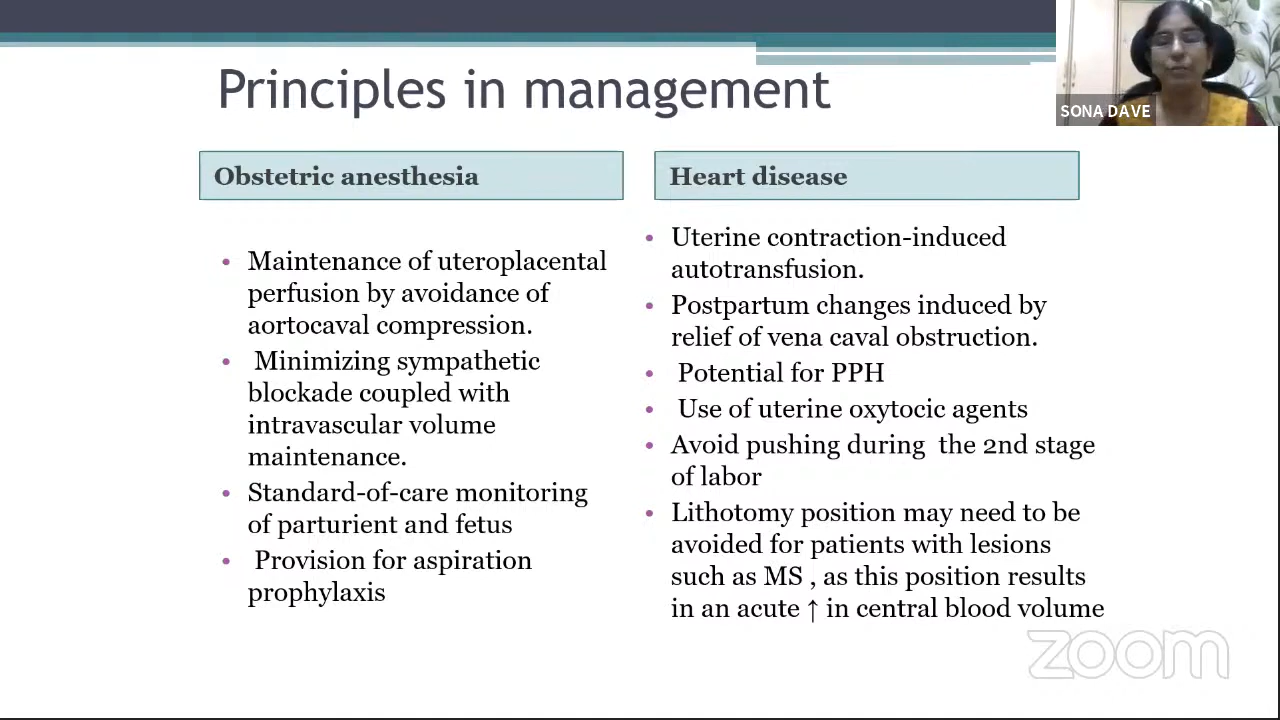 Principles in management
SONA DAVE
Obstetric anesthesia
Maintenance of uteroplacental
perfusion by avoidance of
aortocaval compression.
Minimizing sympathetic
blockade coupled with
intravascular volume
maintenance.
Standard-of-care monitoring
of parturient and fetus
Provision for aspiration
prophylaxis
Heart disease
Uterine contraction-induced
autotransfusion.
Postpartum changes induced by
relief of vena caval obstruction.
Potential for PPH
Use of uterine oxytocic agents
Avoid pushing during the 2nd stage
of labor
Lithotomy position may need to be
avoided for patients with lesions
such as MS , as this position results
in an acute ↑ in central blood volume
zoom